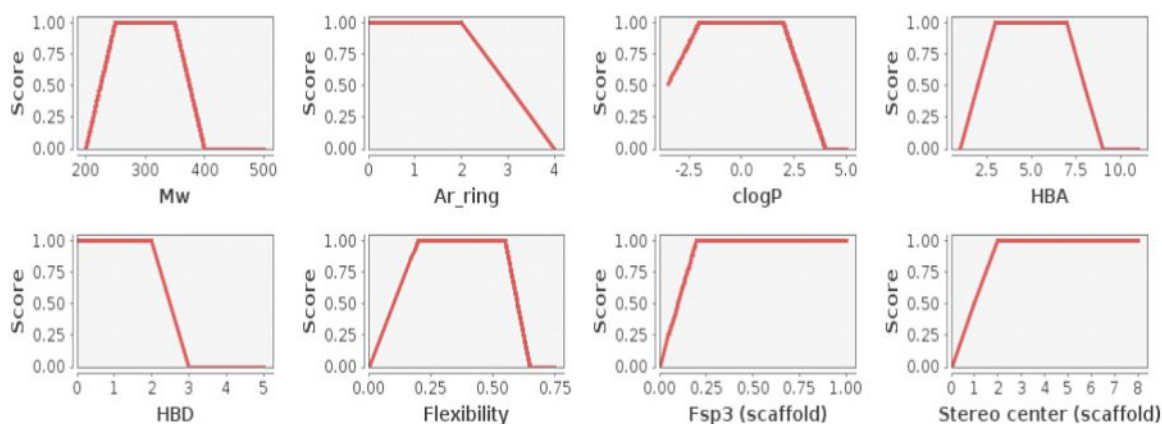 Score
1.00
0.75
0.50
0.25
0.00
200 300 400 500
Mw
Score
1.00
0.75
0.50
0.25
0.00
0 1 2 3 4
Ar_ring
Score
1.00
0.75
0.50
0.25
0.00
-2.5 0.0 2.5 5.0
clogP
Score
1.00
0.75
0.50
0.25
0.00
2.5 5.0 7.5 10.0
HBA
Score
1.00
0.75
0.50
0.25
0.00
0 1 2 3 4 5
HBD
Score
1.00
0.75
0.50
0.25
0.00
0.00 0.25 0.50 0.75
Flexibility
Score
1.00
0.75
0.50
0.25
0.00
0.00 0.25 0.50 0.75 1.00
Fsp3 (scaffold)
Score
1.00
0.75
0.50
0.25
0.00
0 1 2 3 4 5 6 7 8
Stereo center (scaffold)